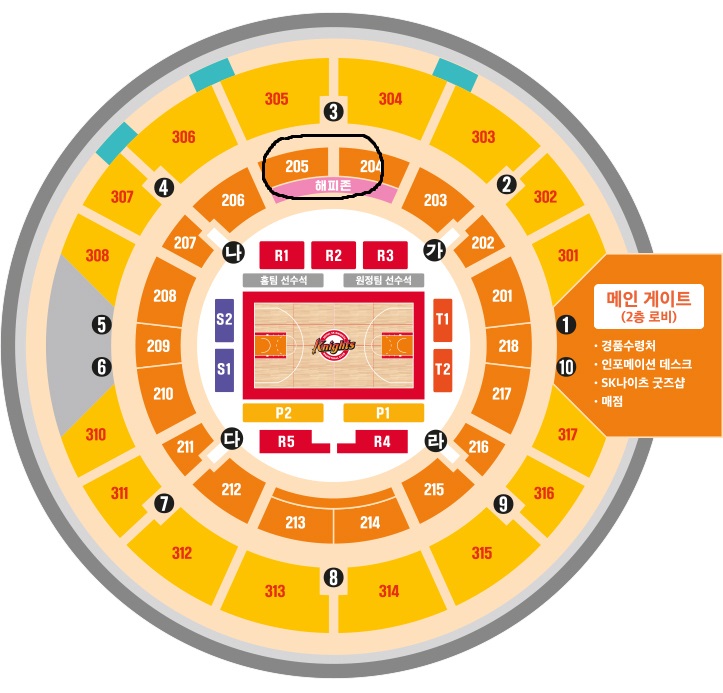 305
304
3
306
303
205
204
해피존
307
4
2
302
206
203
308
207
나
가
202
301
R1
R2
R3
홈팀 선수석
원정팀 선수석
208
201
메인 게이트
(2층 로비)
S2
T1
5
1
209
Knights
218
· 경품수령처
6
S1
T2
10
· 인포메이션 데스크
· SK나이츠 굿즈샵
· 매점
210
217
P2
P1
310
211
다
R5
R4
라
216
317
311
212
215
316
7
9
213
214
312
315
8
313
314